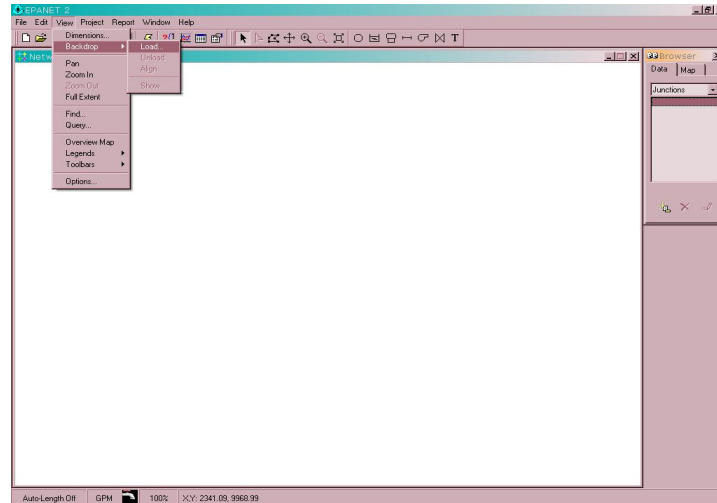 EPANET 2
File Edit View Project Report Window Help
Dimensions...
Backdrop
Pan
Zoom In
Zoom Out
Full Extent
Find...
Query...
Overview Map
Legends
Toolbars
Options...
Load...
Unload
Align
Show
T
Netw
Browser
Data Map
Junctions
Auto-Length Off GPM 100% X,Y: 2341.09, 9968.99